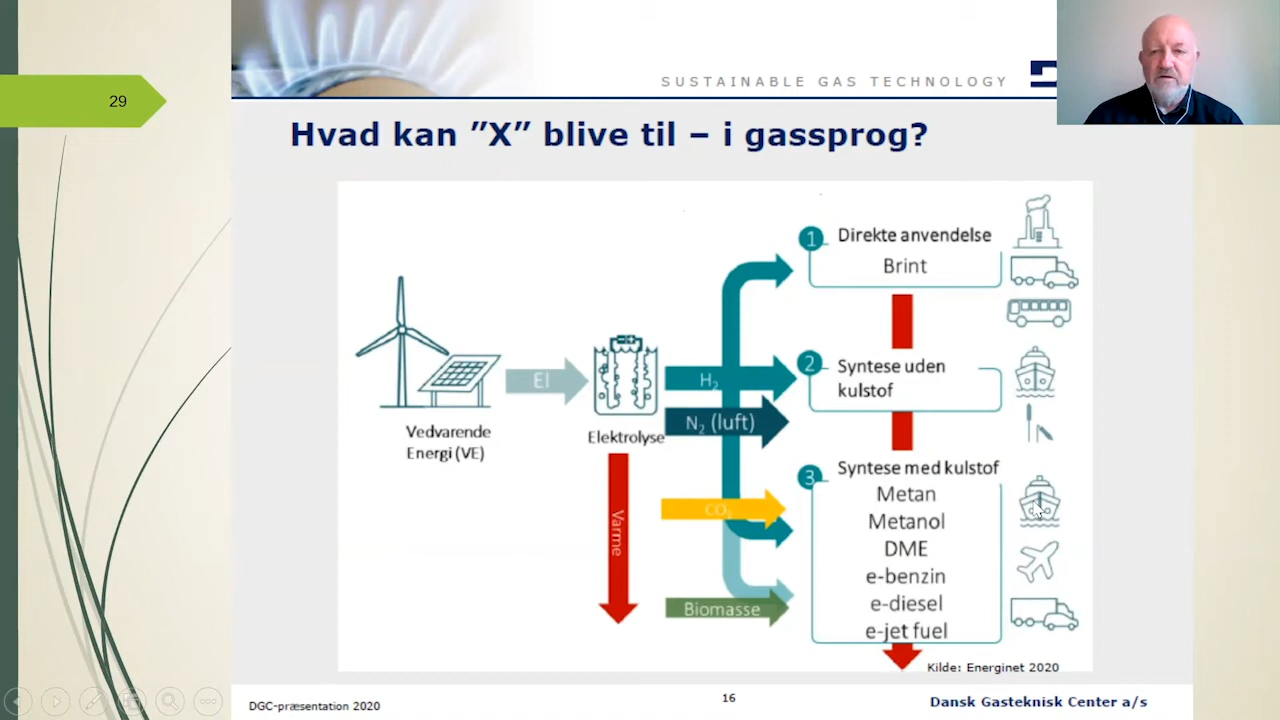 29
SUSTAINABLE GAS TECHNOLOGY
Hvad kan ”X” blive til – i gassprog?
1
Direkte anvendelse
Brint
2
Syntese uden
kulstof
El
H2
N2 (luft)
Vedvarende
Energi (VE)
Elektrolyse
3
Syntese med kulstof
Metan
Metanol
DME
e-benzin
e-diesel
e-jet fuel
Varme
CO2
Biomasse
Kilde: Energinet 2020
DGC-præsentation 2020
16
Dansk Gasteknisk Center a/s